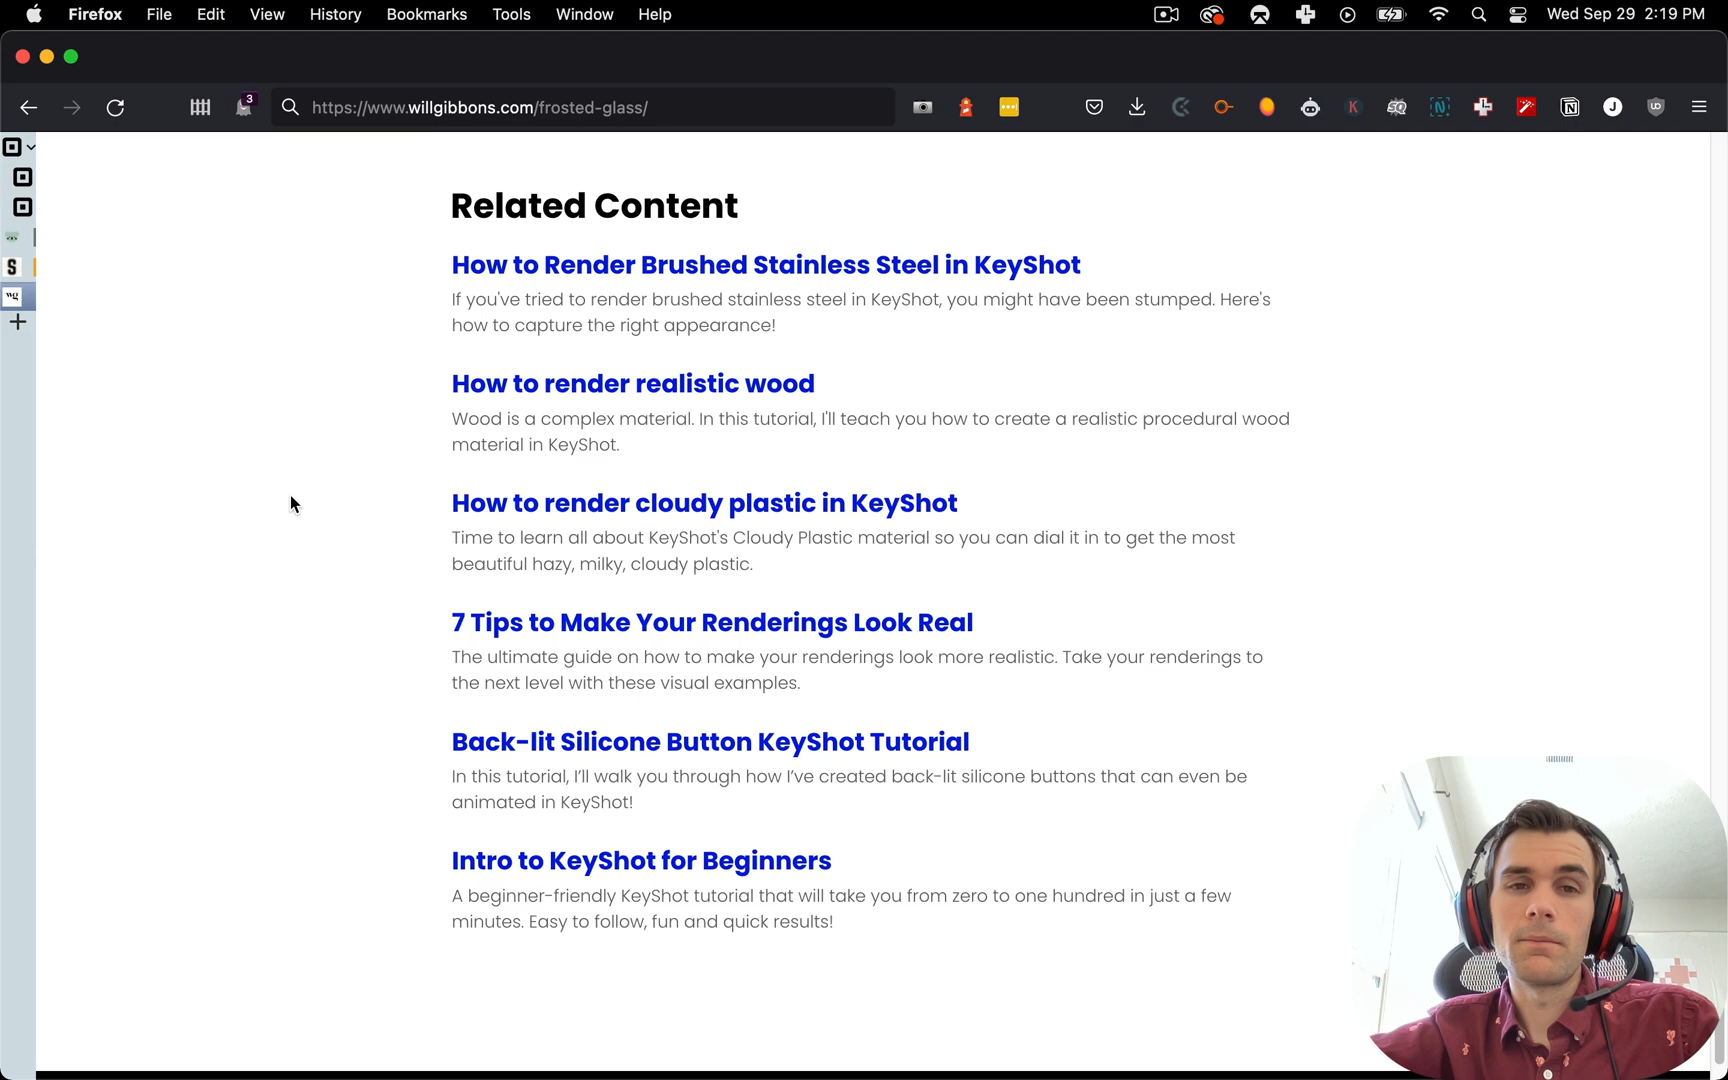 Firefox File Edit View History Bookmarks Tools Window Help Wed Sep 29 2:19 PM
3
https://www.willgibbons.com/frosted-glass/
K SQ N J
Related Content
How to Render Brushed Stainless Steel in KeyShot
If you've tried to render brushed stainless steel in KeyShot, you might have been stumped. Here's
how to capture the right appearance!
S
wg
How to render realistic wood
Wood is a complex material. In this tutorial, I'll teach you how to create a realistic procedural wood
material in KeyShot.
How to render cloudy plastic in KeyShot
Time to learn all about KeyShot's Cloudy Plastic material so you can dial it in to get the most
beautiful hazy, milky, cloudy plastic.
7 Tips to Make Your Renderings Look Real
The ultimate guide on how to make your renderings look more realistic. Take your renderings to
the next level with these visual examples.
Back-lit Silicone Button KeyShot Tutorial
In this tutorial, I’ll walk you through how I’ve created back-lit silicone buttons that can even be
animated in KeyShot!
Intro to KeyShot for Beginners
A beginner-friendly KeyShot tutorial that will take you from zero to one hundred in just a few
minutes. Easy to follow, fun and quick results!